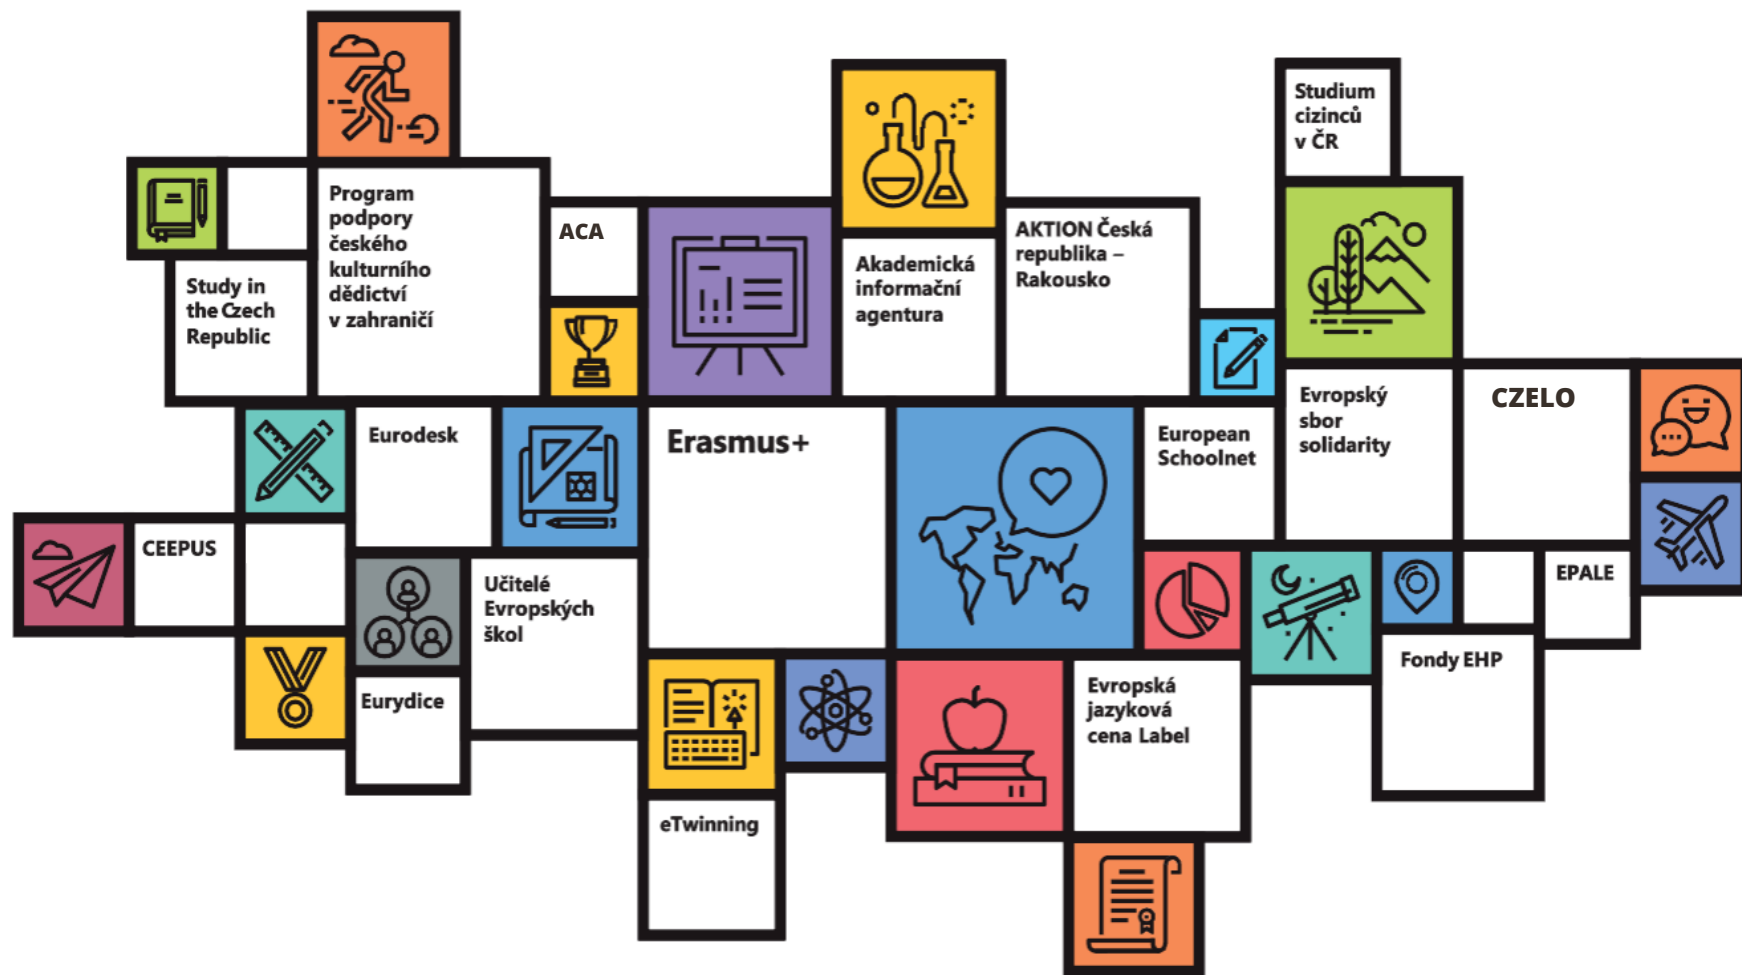 Studium
cizinců
v ČR
Program
podpory
českého
kulturního
dědictví
v zahraničí
ACA
AKTION Česká
republika –
Rakousko
Akademická
informační
agentura
Study in
the Czech
Republic
Eurodesk
Erasmus+
European
Schoolnet
Evropský
sbor
solidarity
CZELO
CEEPUS
Učitelé
Evropských
škol
EPALE
Fondy EHP
Eurydice
Evropská
jazyková
cena Label
eTwinning